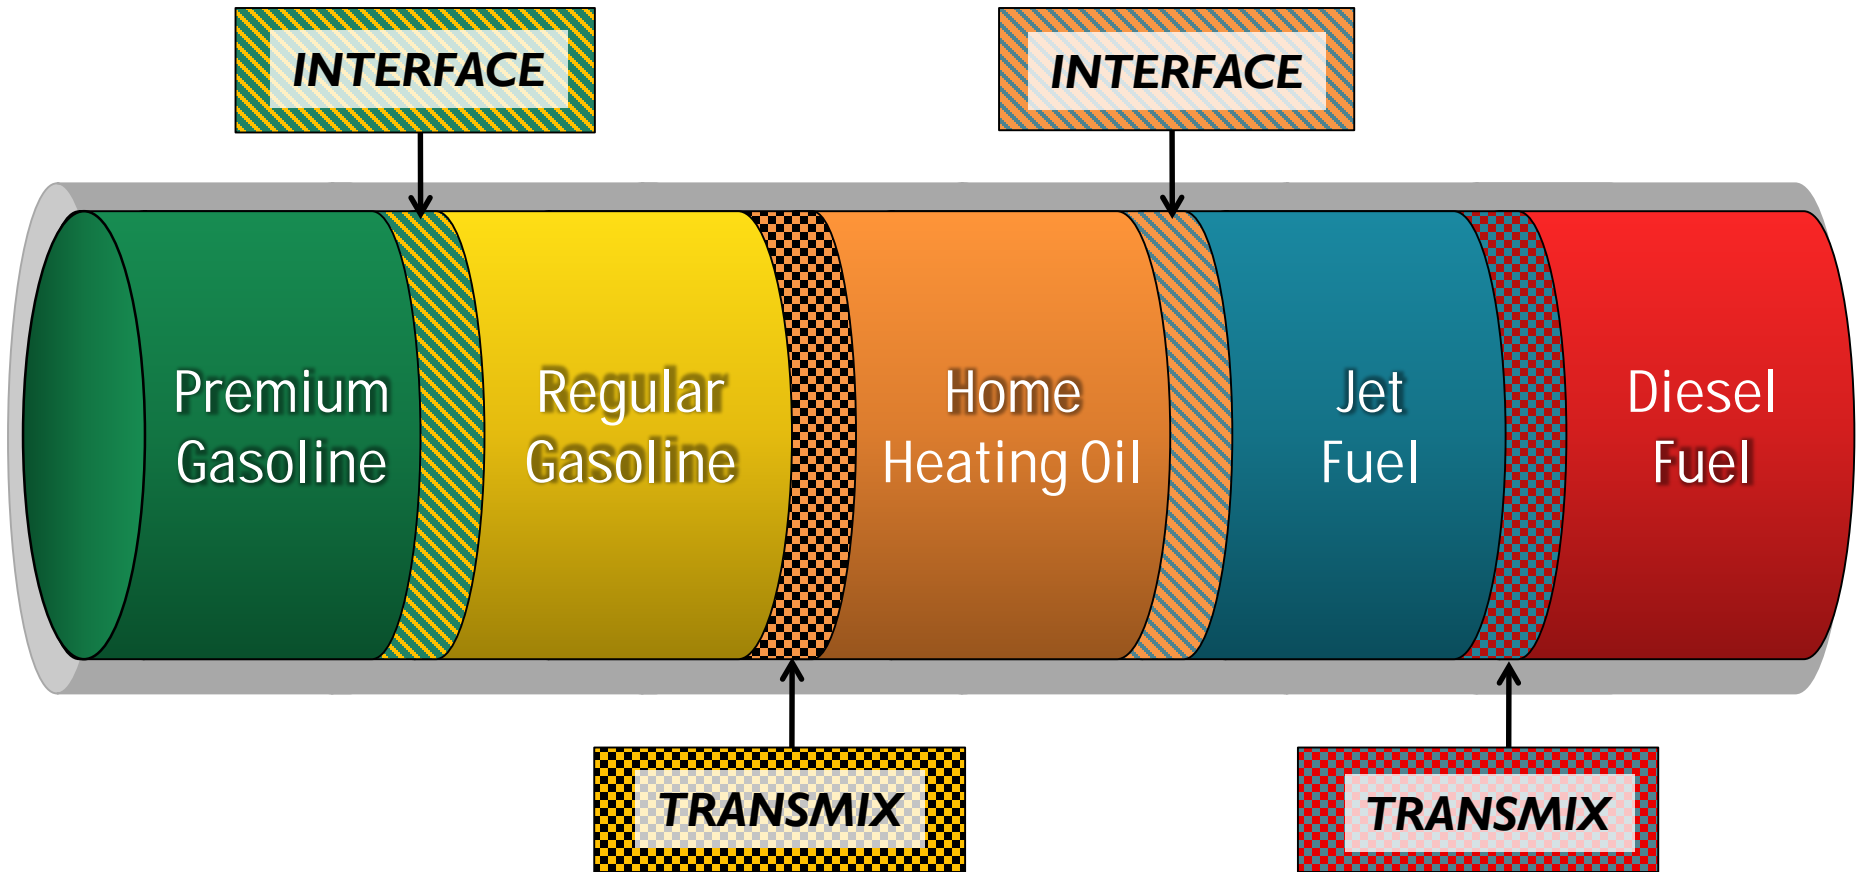 INTERFACE
INTERFACE
Premium
Gasoline
Regular
Gasoline
Home
Heating Oil
Jet
Fuel
Diesel
Fuel
TRANSMIX
TRANSMIX